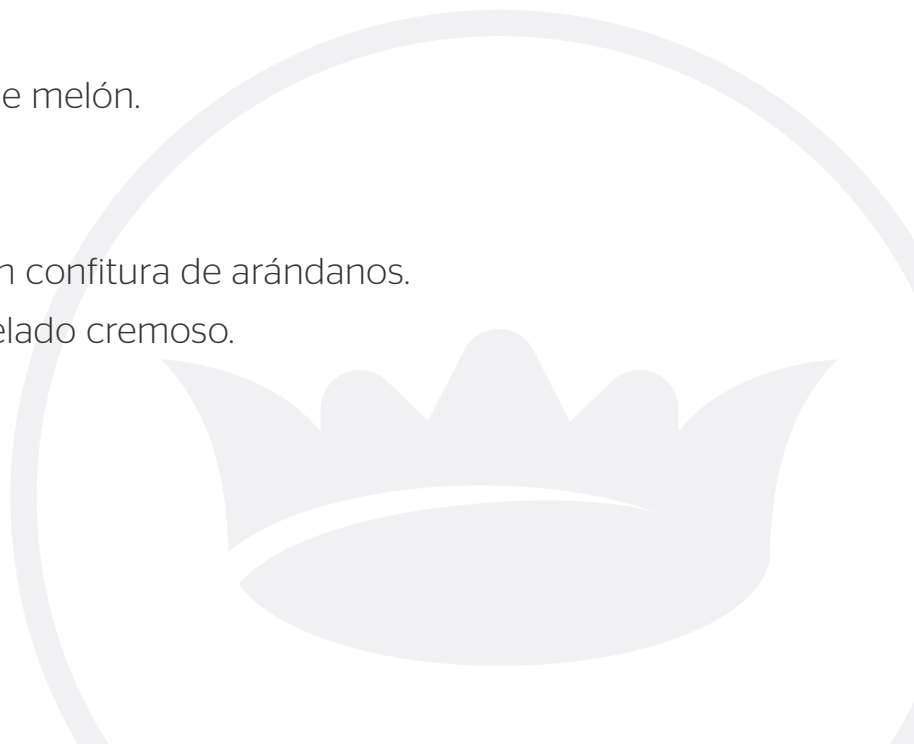 e melón.
n confitura de arándanos.
elado cremoso.